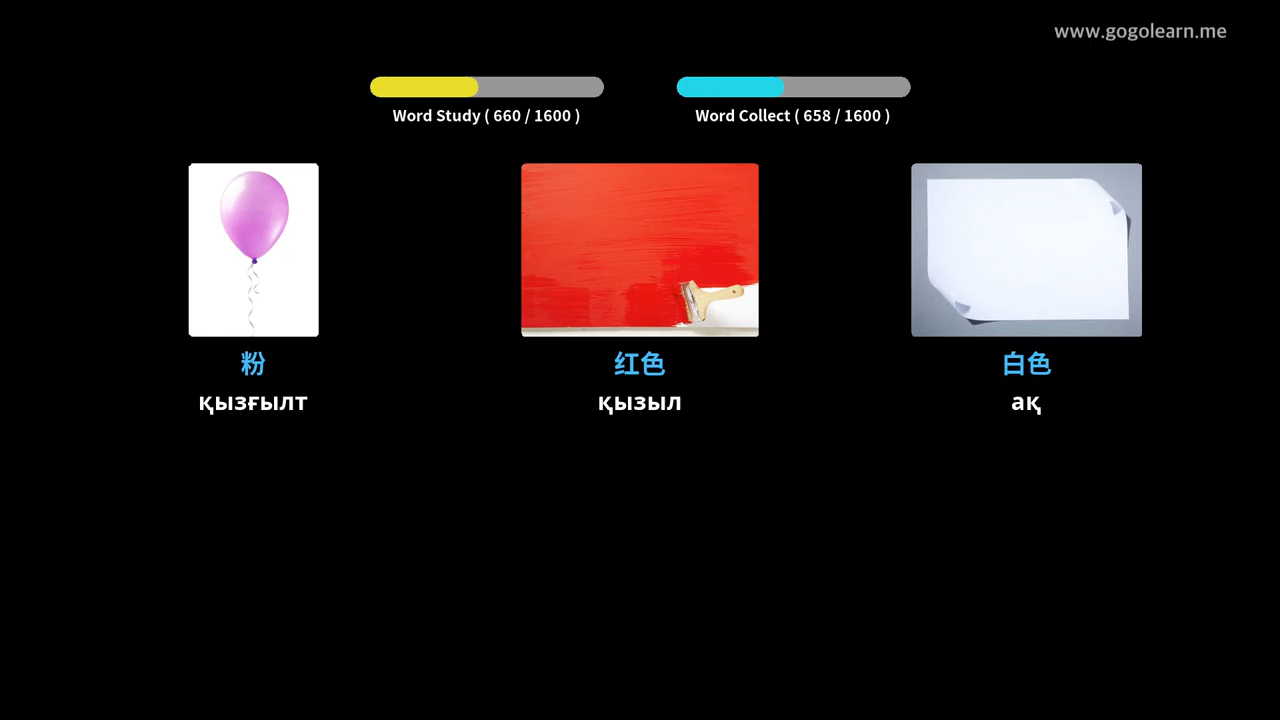 www.gogolearn.me
Word Study ( 660 / 1600 )
Word Collect ( 658 / 1600 )
粉
қызғылт
红色
қызыл
白色
ақ